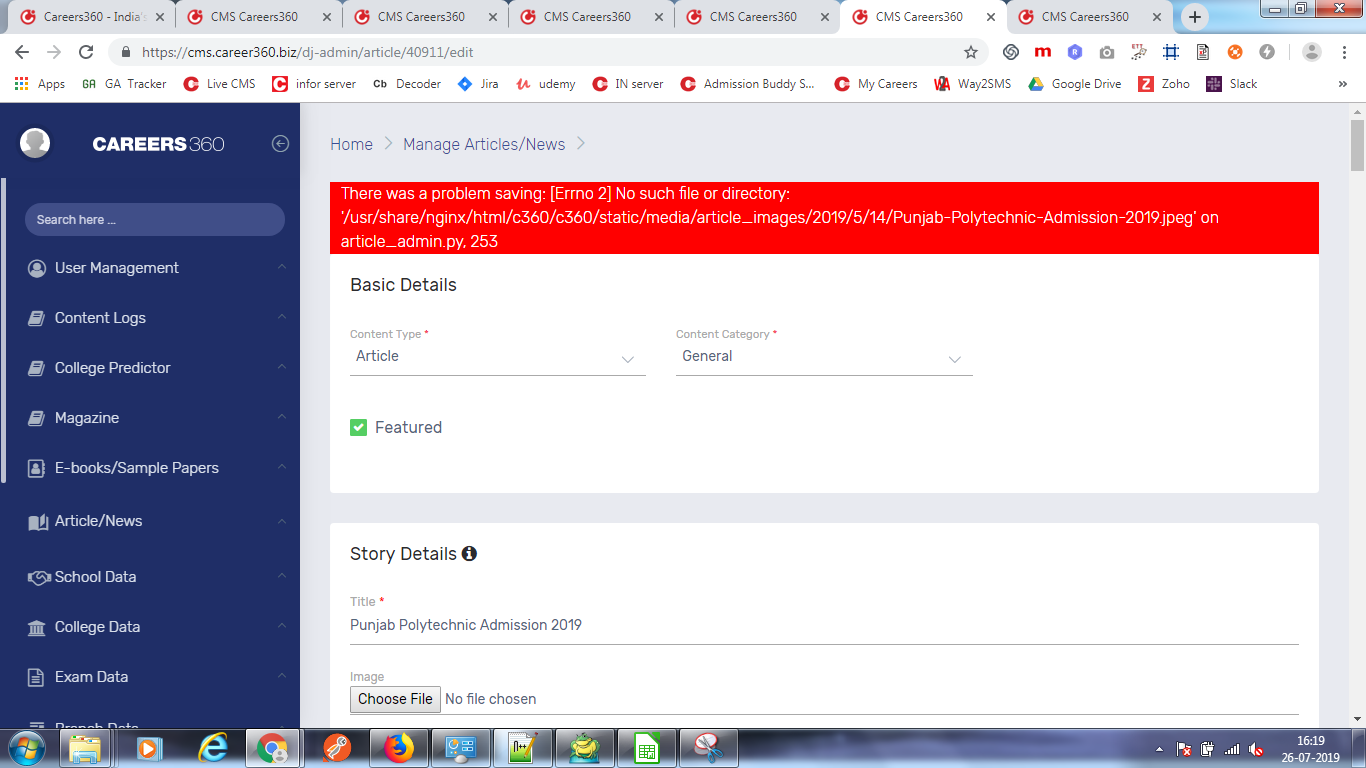 Careers360 - India's
CMS Careers360
CMS Careers360
CMS Careers360
CMS Careers360
CMS Careers360
CMS Careers360
https://cms.career360.biz/dj-admin/article/40911/edit
Apps
GA GA Tracker
Live CMS
infor server
Cb Decoder
Jira
udemy
IN server
Admission Buddy S...
My Careers
Way2SMS
Google Drive
Zoho
Slack
»
CAREERS360
Search here ...
User Management
Content Logs
College Predictor
Magazine
E-books/Sample Papers
Article/News
School Data
College Data
Exam Data
Branch Data
Home
Manage Articles/News
There was a problem saving: [Errno 2] No such file or directory:
'/usr/share/nginx/html/c360/c360/static/media/article_images/2019/5/14/Punjab-Polytechnic-Admission-2019.jpeg' on
article_admin.py, 253
Basic Details
Content Type *
Article
Content Category *
General
Featured
Story Details
Title *
Punjab Polytechnic Admission 2019
Image
Choose File No file chosen
16:19
26-07-2019